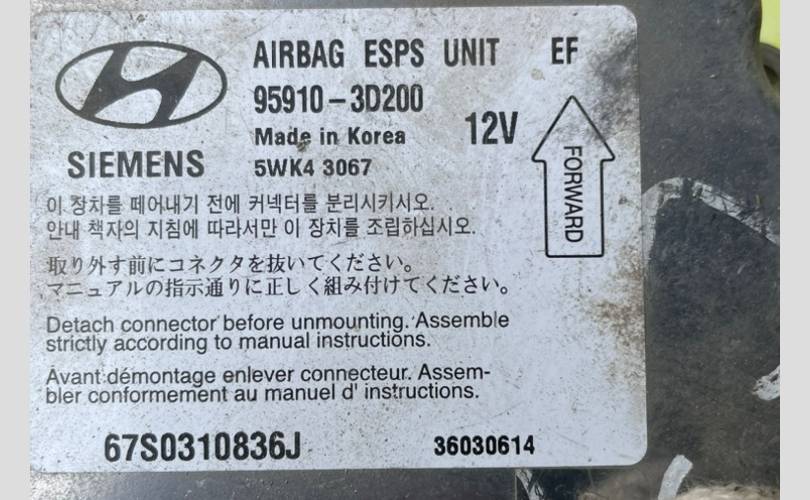 AIRBAG ESPS UNIT EF
95910-3D200
Made in Korea
12V
SIEMENS
5WK4 3067
FORWARD
이 장치를 떼어내기 전에 커넥터를 분리시키시오.
안내 책자의 지침에 따라서만 이 장치를 조립하십시오.
取り外す前にコネクタを抜いてください。
マニュアルの指示通りに正しく組み付けてください。
Detach connector before unmounting. Assemble
strictly according to manual instructions.
Avant démontage enlever connecteur. Assem-
bler conformement au manuel d' instructions.
67S0310836J
36030614